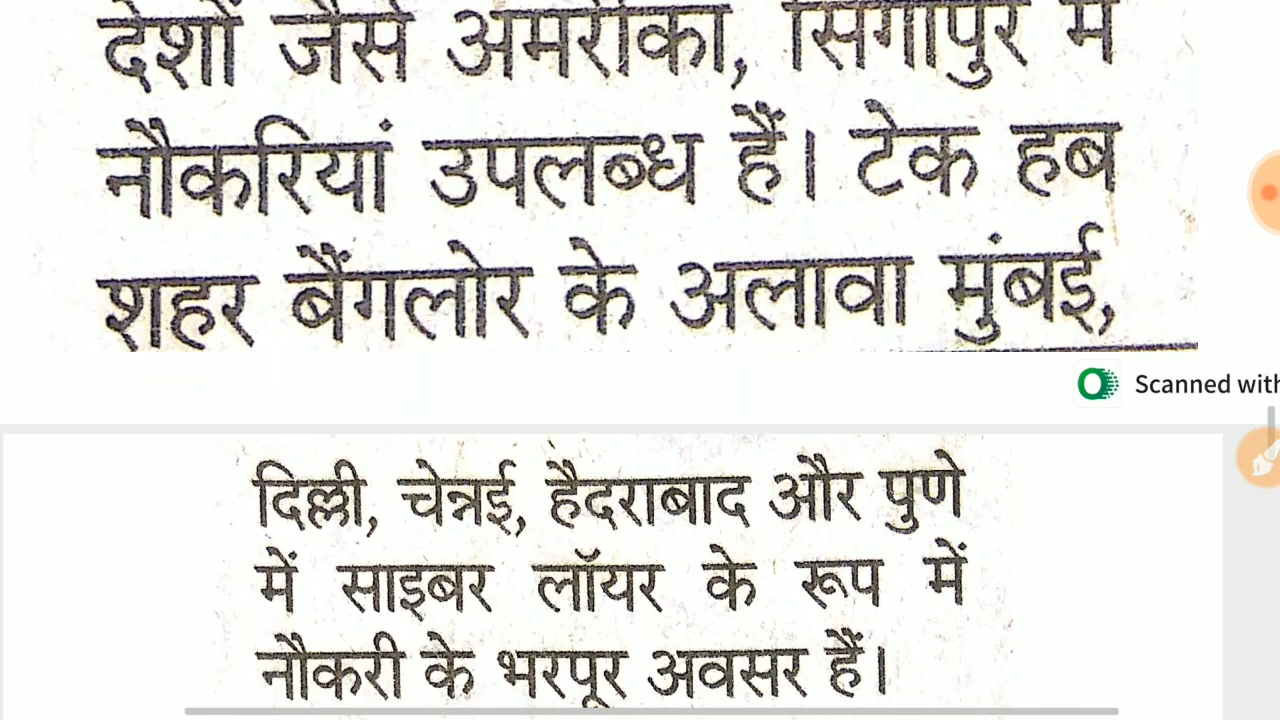 देशों जैसे अमरीका, सिंगापुर में
नौकरियां उपलब्ध हैं। टेक हब
शहर बैंगलोर के अलावा मुंबई,
Scanned with
दिल्ली, चेन्नई, हैदराबाद और पुणे
में साइबर लॉयर के रूप में
नौकरी के भरपूर अवसर हैं।